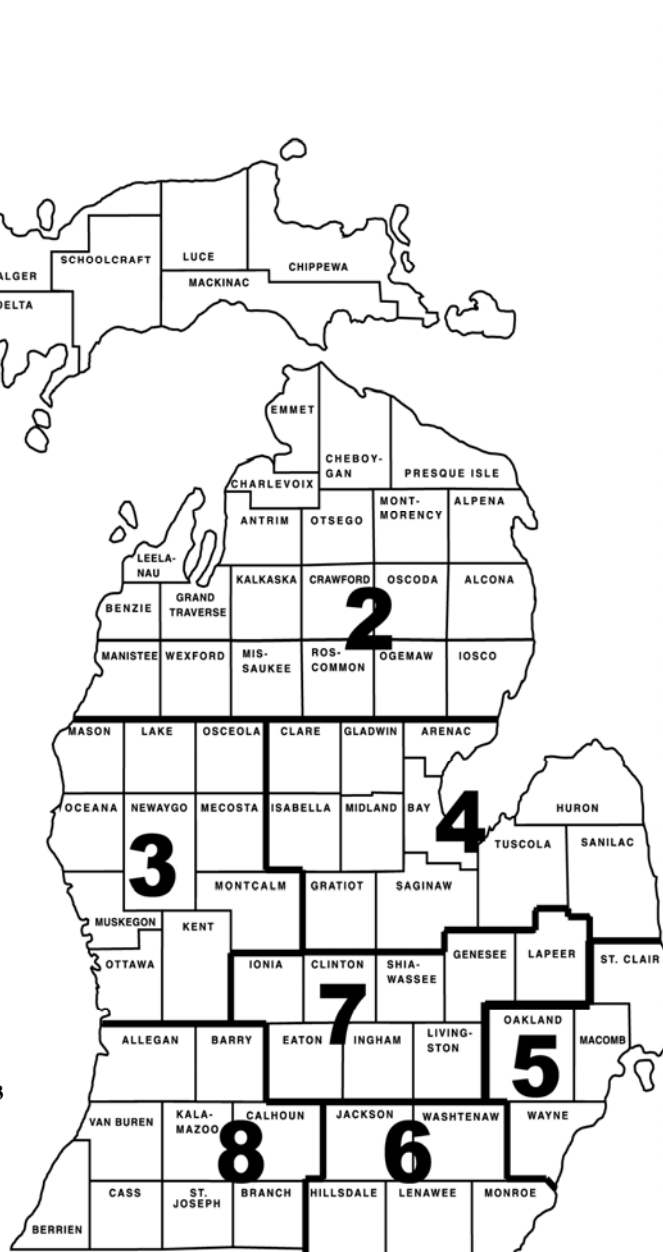 SCHOOLCRAFT
LUCE
CHIPPEWA
ALGER
MACKINAC
DELTA
EMMET
CHEBOY-
GAN
PRESQUE ISLE
CHARLEVOIX
MONT-
MORENCY
ALPENA
ANTRIM
OTSEGO
LEELA-
NAU
KALKASKA
CRAWFORD
OSCODA
ALCONA
BENZIE
GRAND
TRAVERSE
2
MANISTEE
WEXFORD
MIS-
SAUKEE
ROS-
COMMON
OGEMAW
IOSCO
MASON
LAKE
OSCEOLA
CLARE
GLADWIN
ARENAC
OCEANA
NEWAYGO
MECOSTA
ISABELLA
MIDLAND
BAY
4
HURON
TUSCOLA
SANILAC
3
MONTCALM
GRATIOT
SAGINAW
MUSKEGON
KENT
OTTAWA
IONIA
CLINTON
SHIA-
WASSEE
GENESEE
LAPEER
ST. CLAIR
7
ALLEGAN
BARRY
EATON
INGHAM
LIVING-
STON
OAKLAND
MACOMB
5
3
VAN BUREN
KALA-
MAZOO
CALHOUN
JACKSON
WASHTENAW
WAYNE
8
6
CASS
ST.
JOSEPH
BRANCH
HILLSDALE
LENAWEE
MONROE
BERRIEN